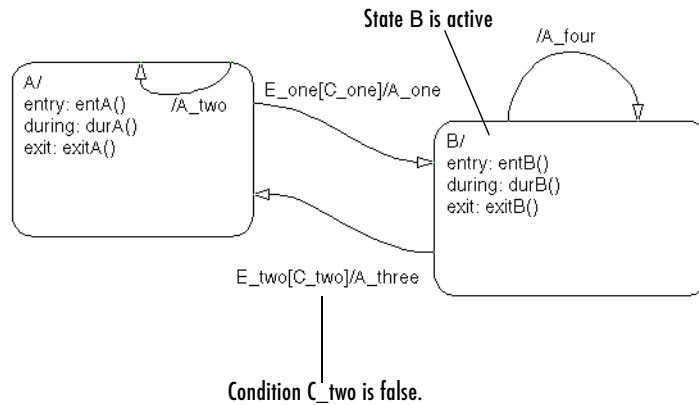 State B is active
/A_four
A/
entry: entA()
during: durA()
exit: exitA()
/A_two
E_one[C_one]/A_one
B/
entry: entB()
during: durB()
exit: exitB()
E_two[C_two]/A_three
Condition C_two is false.